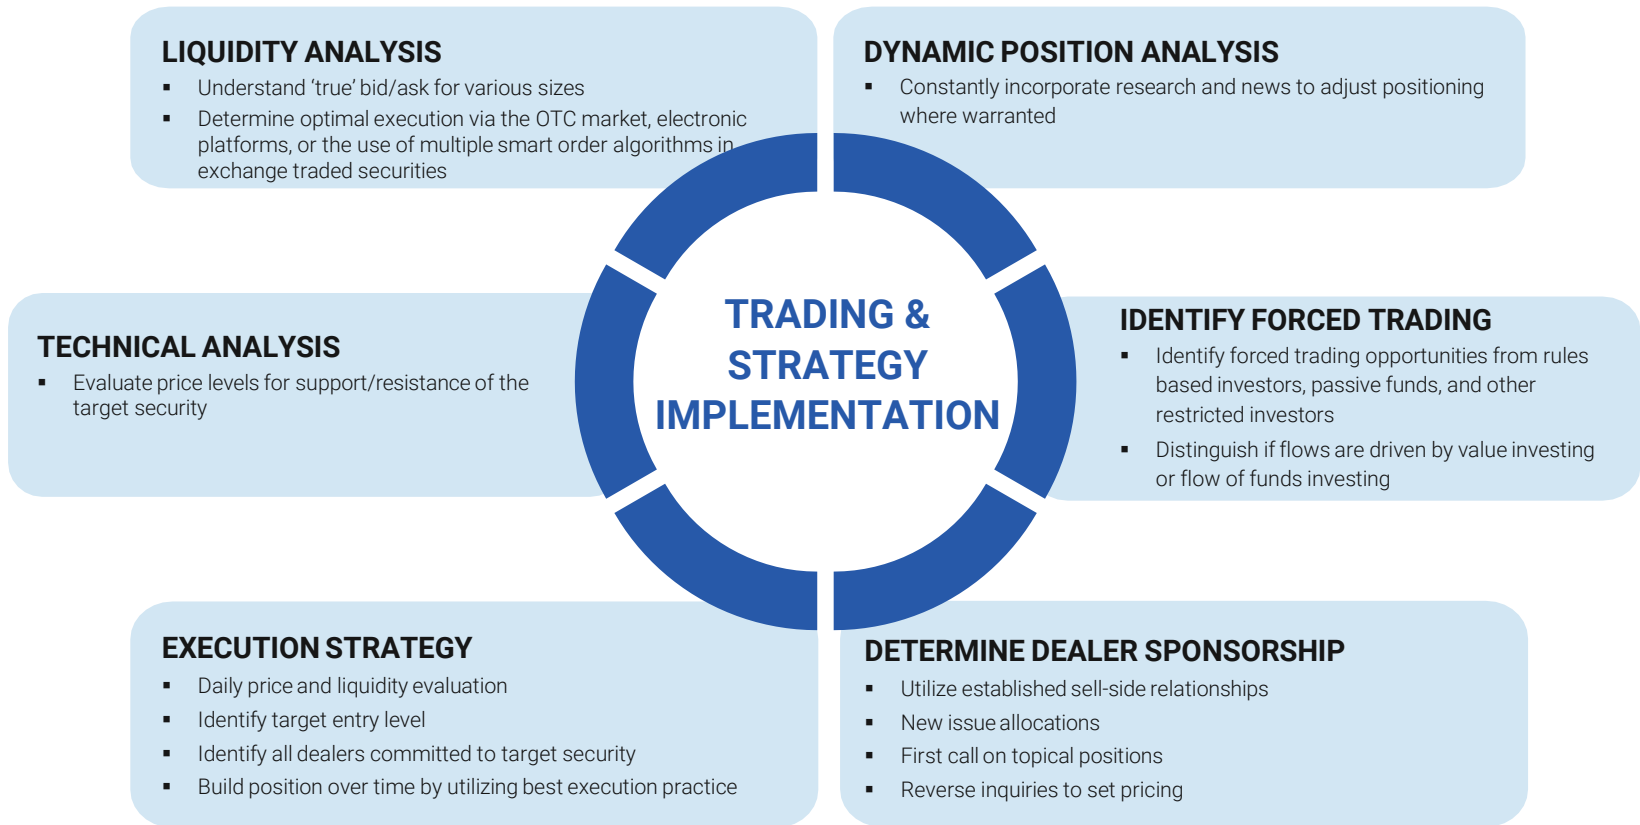 LIQUIDITY ANALYSIS
▪ Understand ‘true’ bid/ask for various sizes
▪ Determine optimal execution via the OTC market, electronic
platforms, or the use of multiple smart order algorithms in
exchange traded securities
DYNAMIC POSITION ANALYSIS
▪ Constantly incorporate research and news to adjust positioning
where warranted
TECHNICAL ANALYSIS
▪ Evaluate price levels for support/resistance of the
target security
TRADING &
STRATEGY
IMPLEMENTATION
IDENTIFY FORCED TRADING
▪ Identify forced trading opportunities from rules
based investors, passive funds, and other
restricted investors
▪ Distinguish if flows are driven by value investing
or flow of funds investing
EXECUTION STRATEGY
▪ Daily price and liquidity evaluation
▪ Identify target entry level
▪ Identify all dealers committed to target security
▪ Build position over time by utilizing best execution practice
DETERMINE DEALER SPONSORSHIP
▪ Utilize established sell-side relationships
▪ New issue allocations
▪ First call on topical positions
▪ Reverse inquiries to set pricing